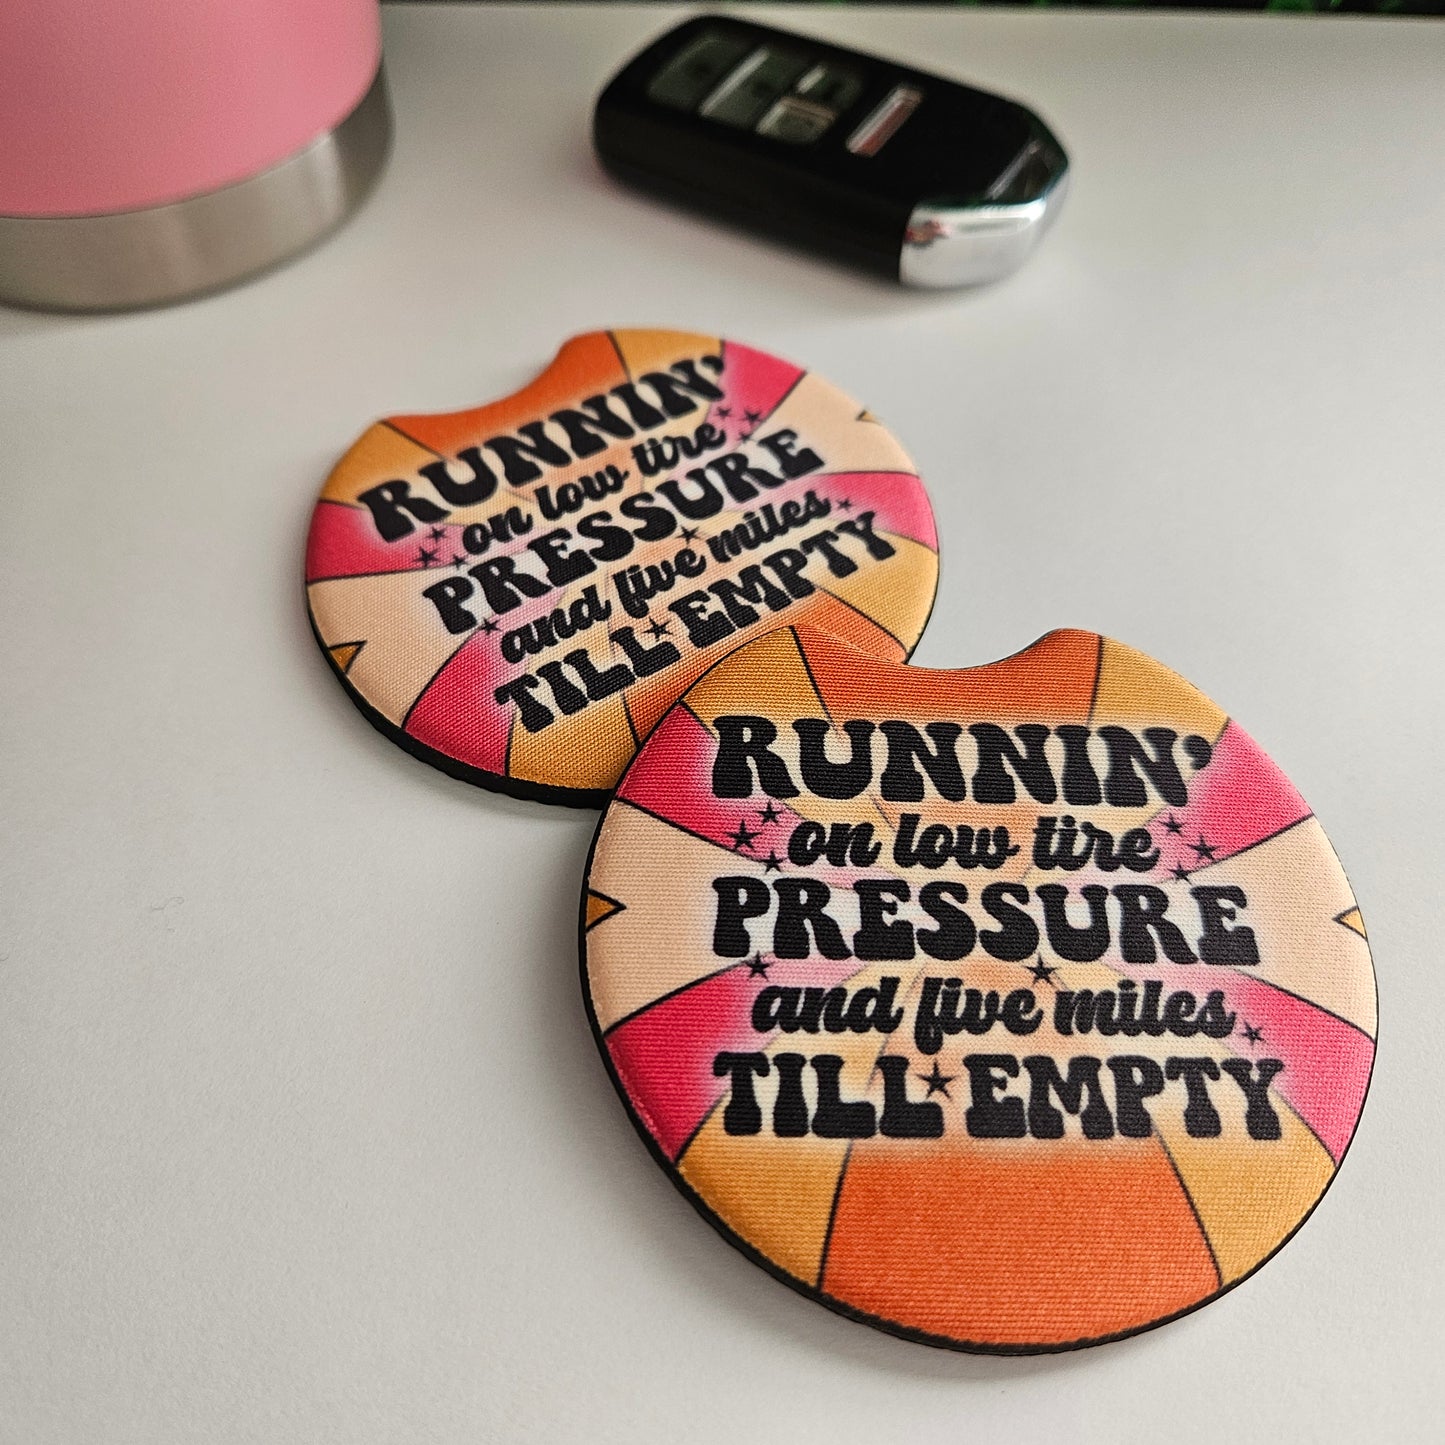 RUNNIN'
on low tire
PRESSURE
and five miles
TILL EMPTY
RUNNIN'
on low tire
PRESSURE
and five miles
TILL EMPTY